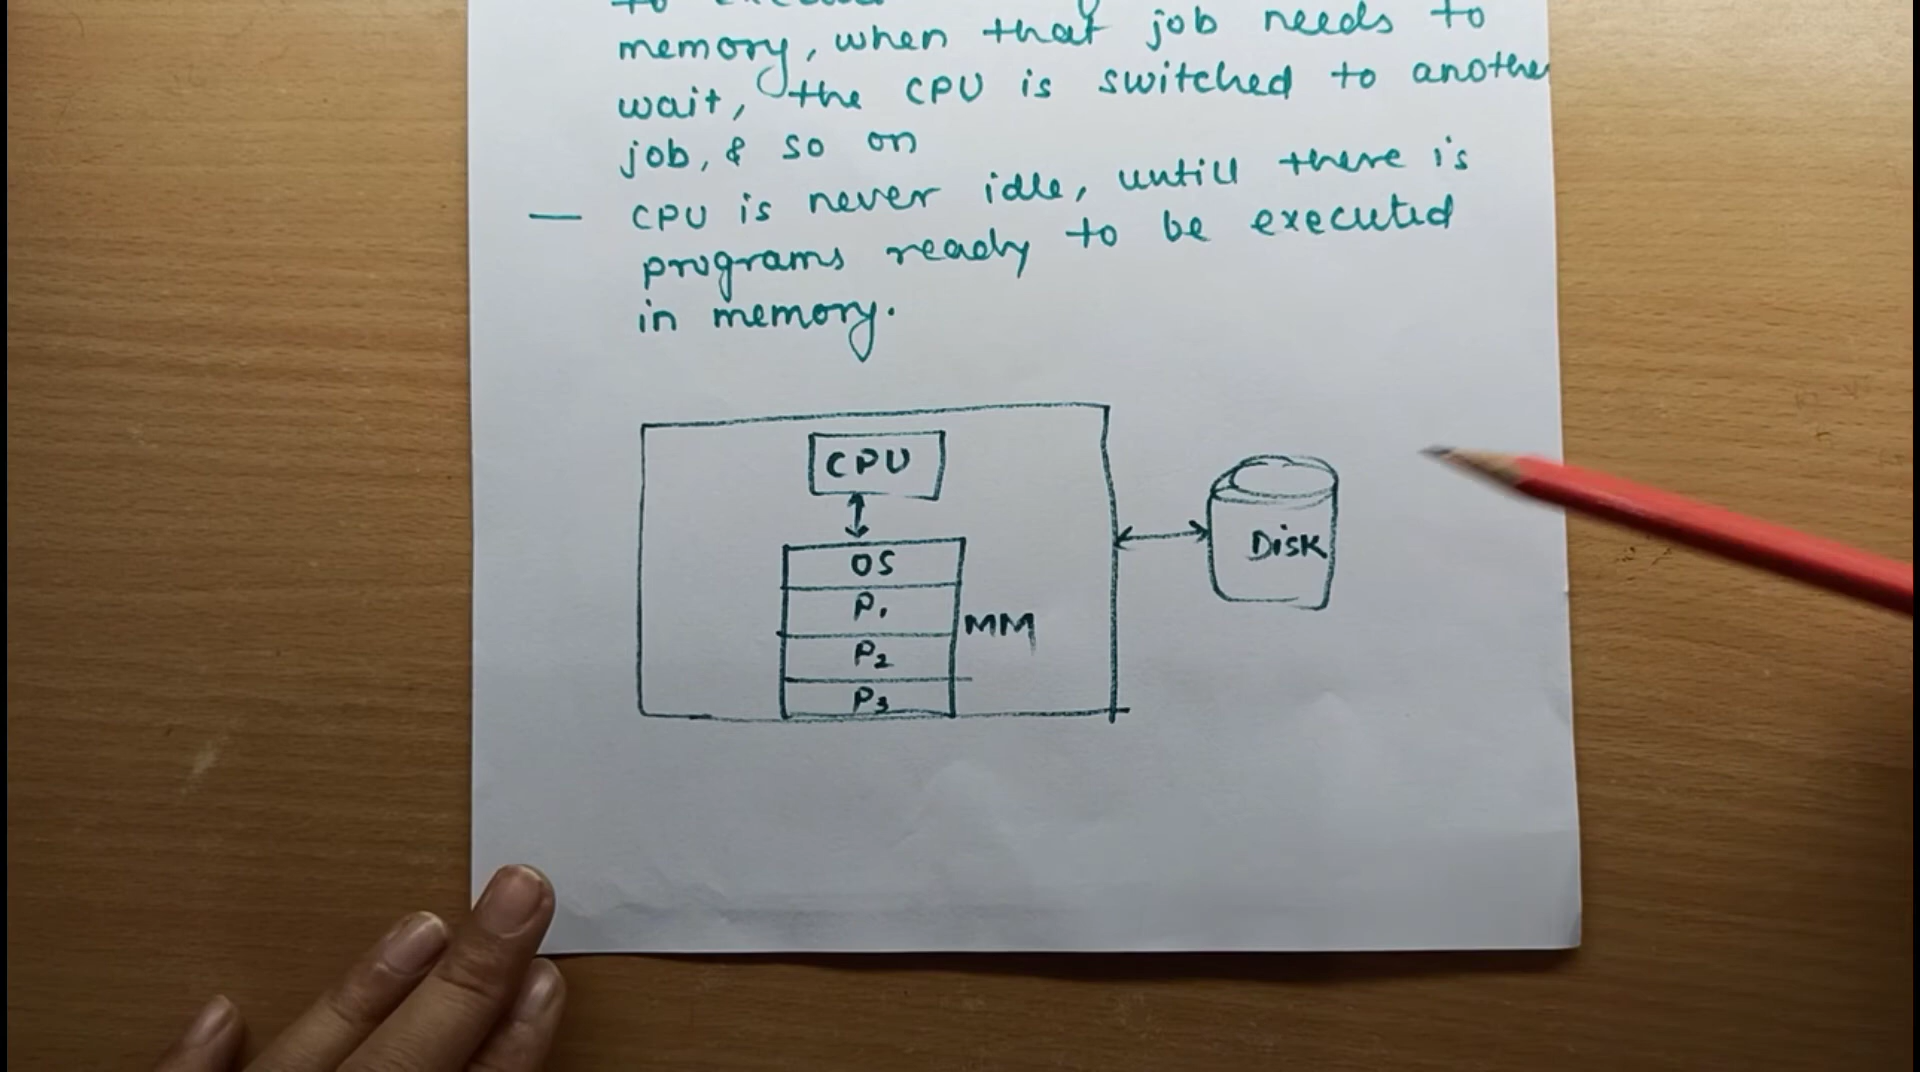 to
memory, when that job needs to
wait, the CPU is switched to another
job, & so on
— CPU is never idle, untill there is
programs ready to be executed
in memory.
CPU
OS
P1
P2
P3
MM
Disk